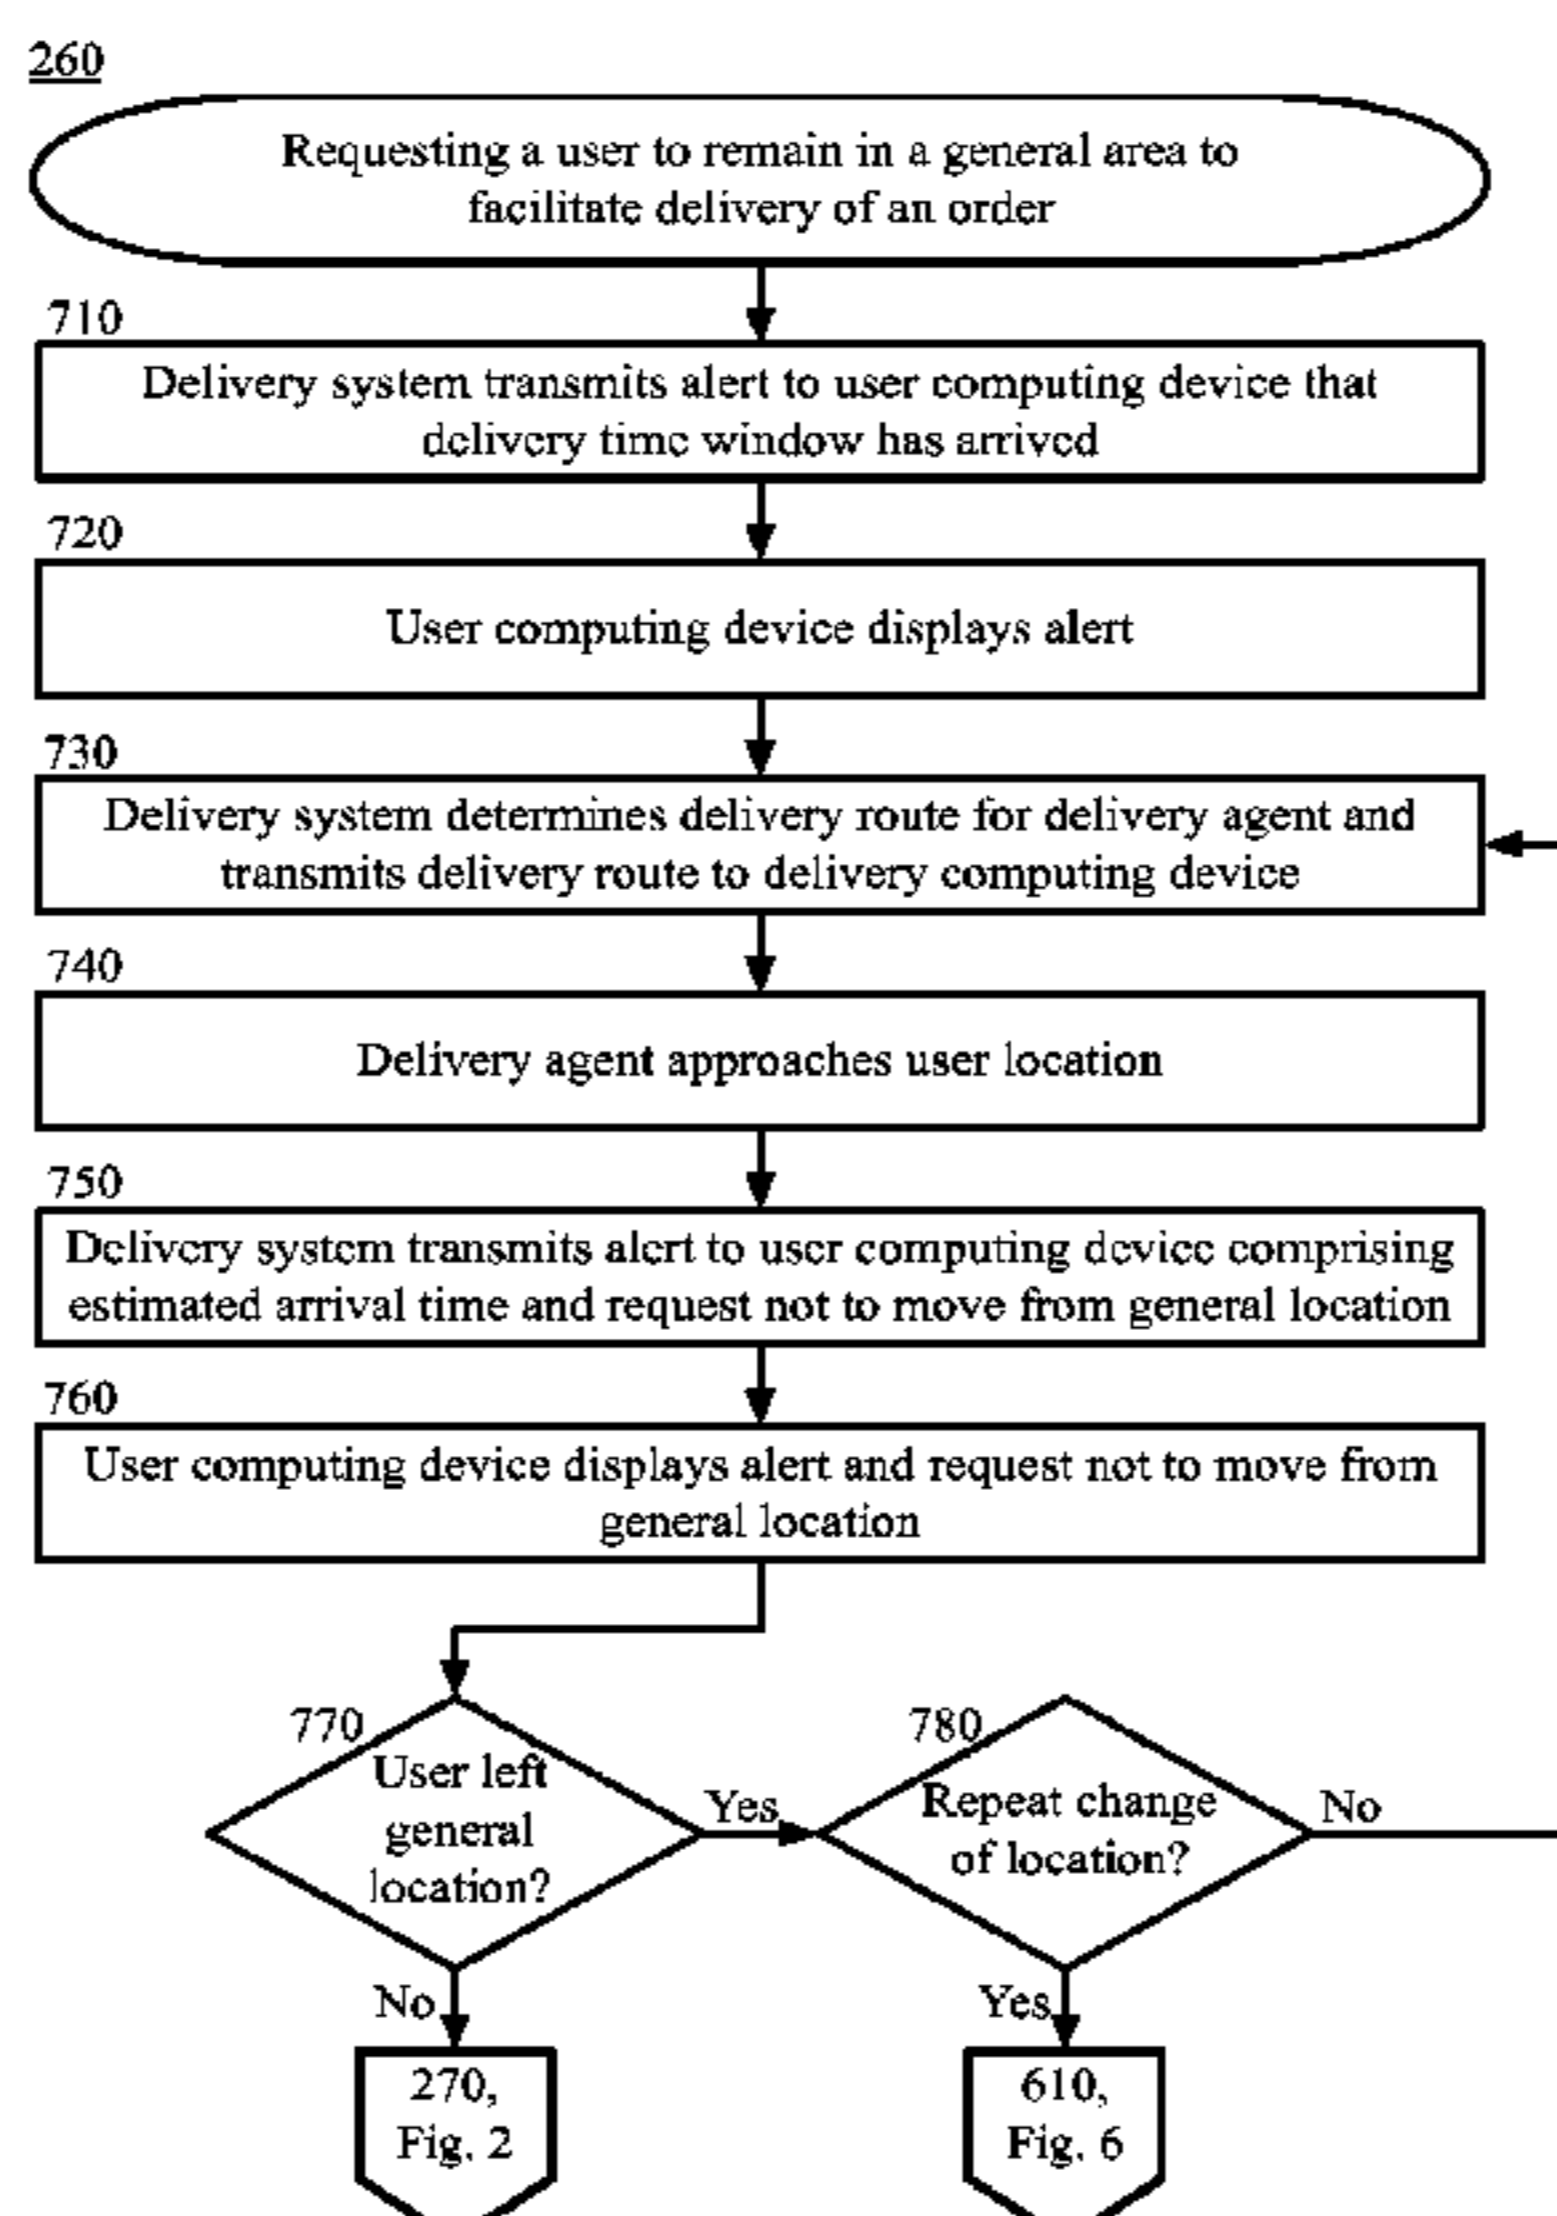 260
Requesting a user to remain in a general area to
facilitate delivery of an order
710
Delivery system transmits alert to user computing device that
delivery time window has arrived
720
User computing device displays alert
730
Delivery system determines delivery route for delivery agent and
transmits delivery route to delivery computing device
740
Delivery agent approaches user location
750
Delivery system transmits alert to user computing device comprising
estimated arrival time and request not to move from general location
760
User computing device displays alert and request not to move from
general location
770
User left
general
location?
Yes
780
Repeat change
of location?
No
No
Yes
270,
Fig. 2
610,
Fig. 6